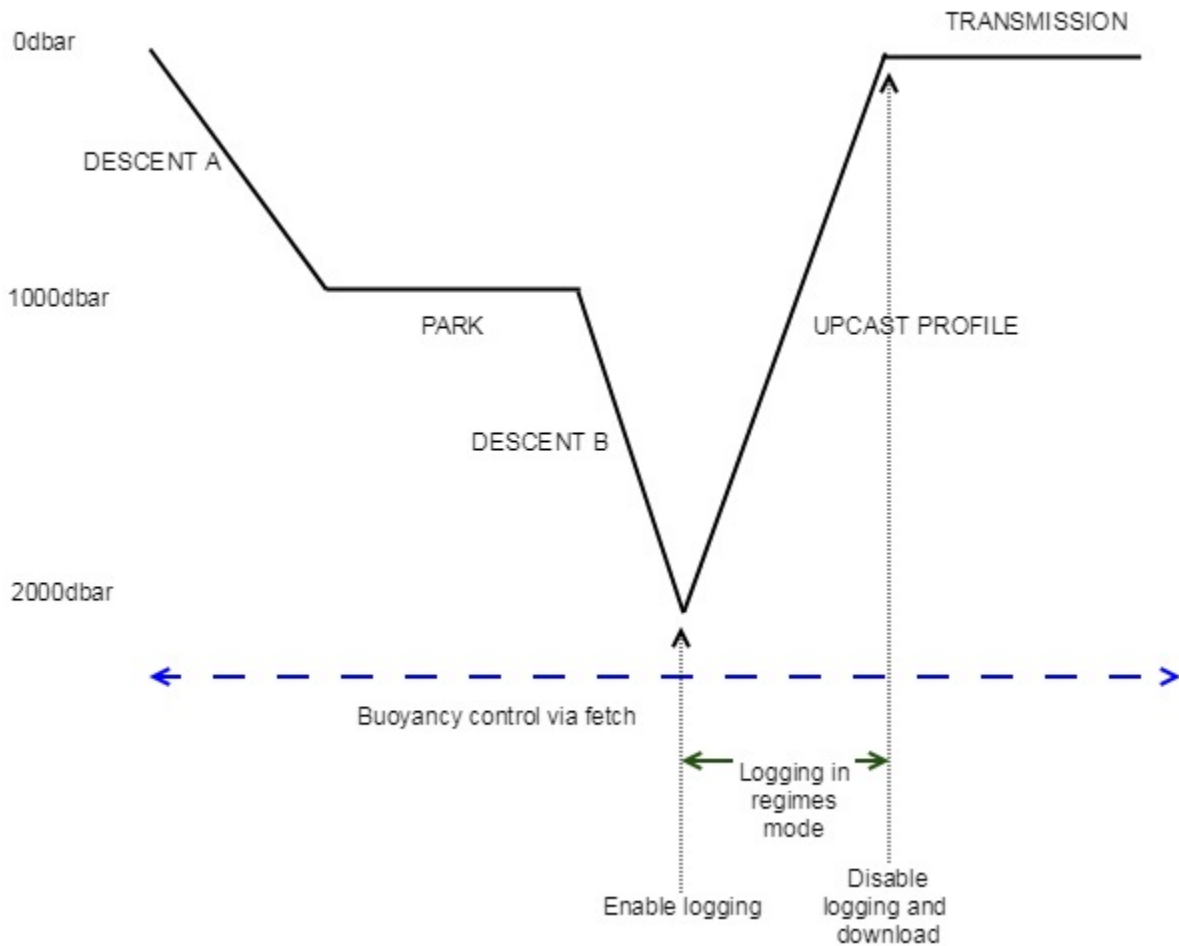 TRANSMISSION
0dbar
DESCENT A
1000dbar
PARK
UPCAST PROFILE
DESCENT B
2000dbar
Buoyancy control via fetch
Logging in
regimes
mode
Enable logging
Disable
logging and
download